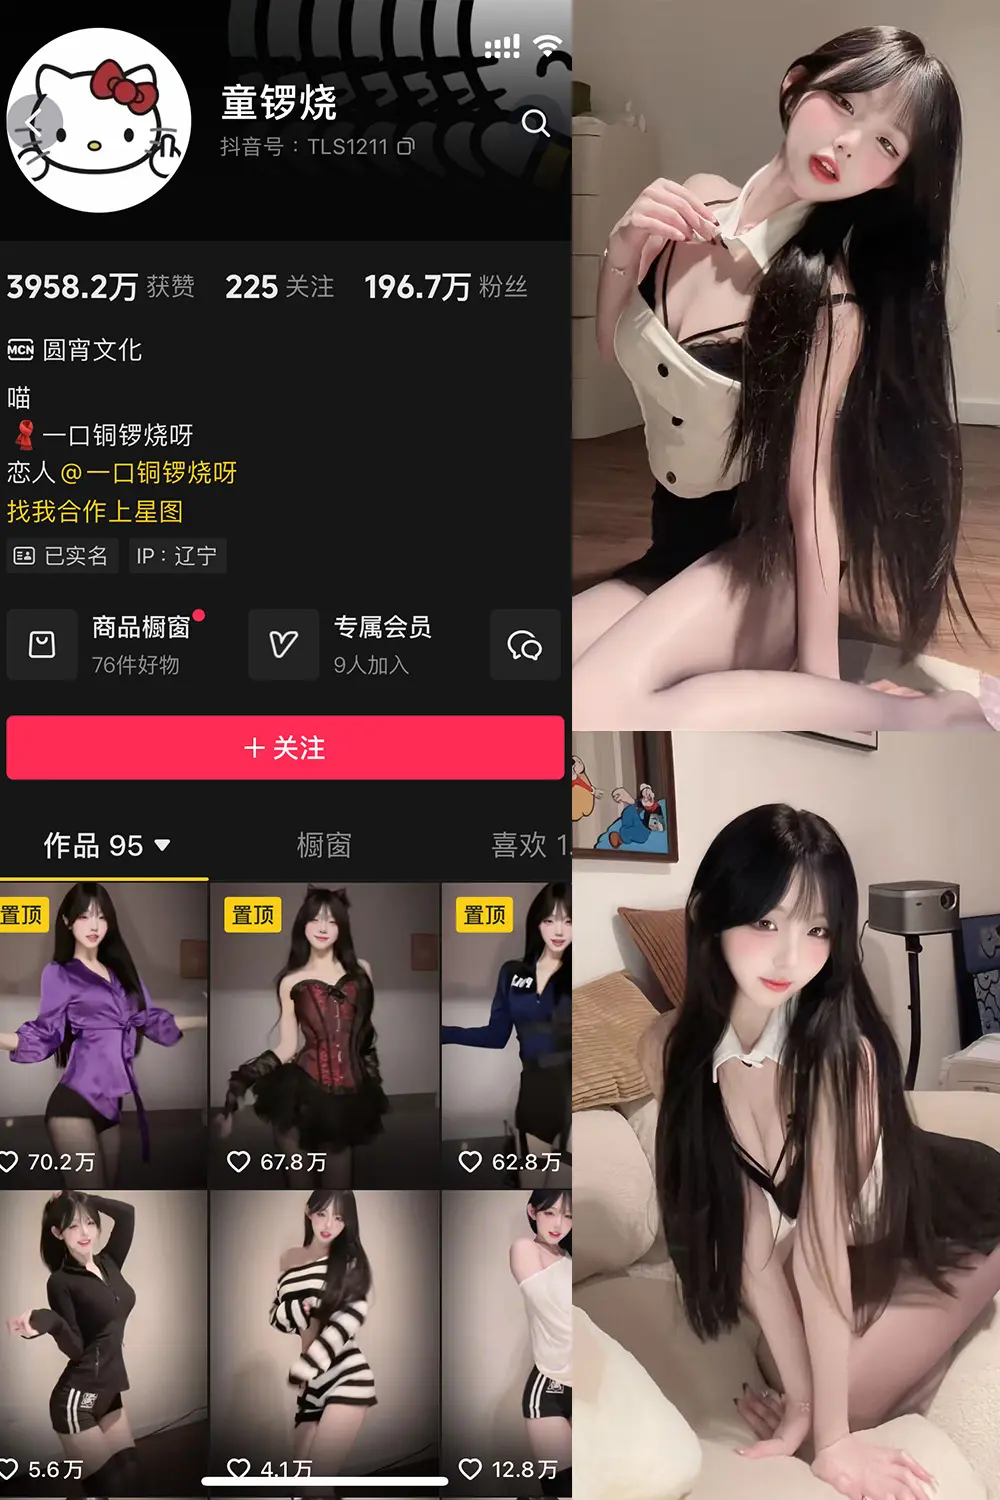 童锣烧
抖音号：TLS1211
3958.2万 获赞 225 关注 196.7万 粉丝
MCN 圆宵文化
喵
一口铜锣烧呀
恋人@一口铜锣烧呀
找我合作上星图
已实名 IP：辽宁
商品橱窗 专属会员
76件好物 9人加入
＋关注
作品 95 橱窗 喜欢 1
置顶 置顶 置顶
70.2万 67.8万 62.8万
5.6万 4.1万 12.8万